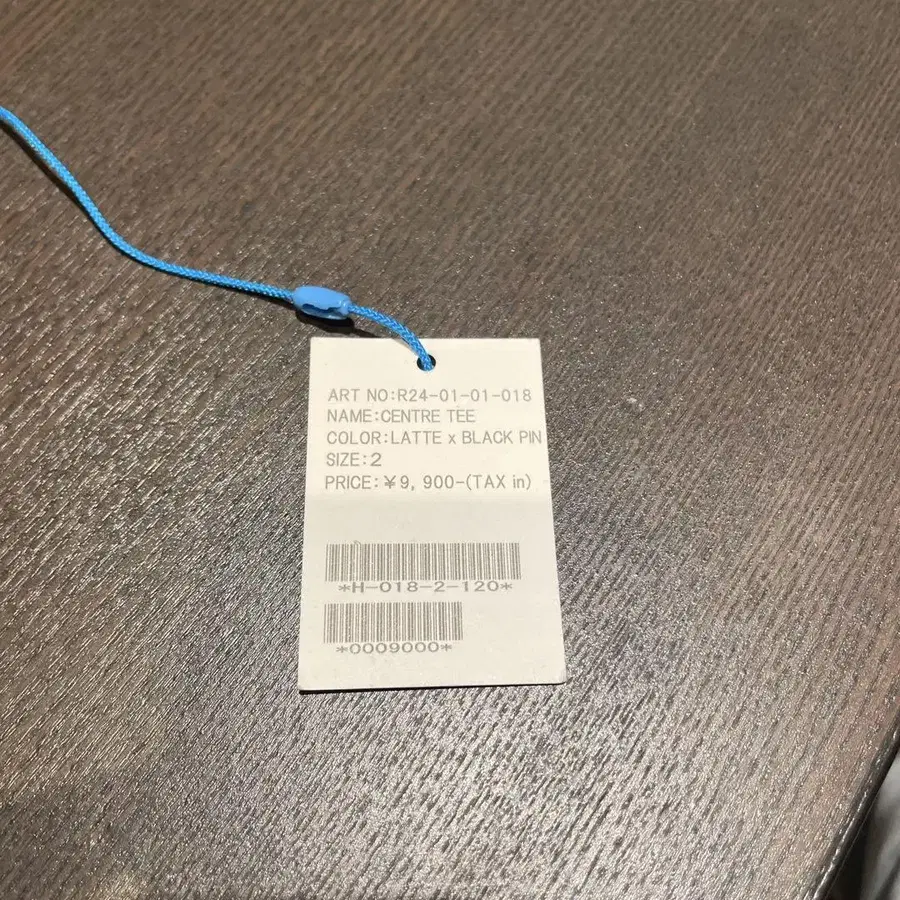 ART NO:R24-01-01-018
NAME:CENTRE TEE
COLOR:LATTE x BLACK PIN
SIZE:2
PRICE:¥9, 900-(TAX in)
*H-018-2-120*
*0009000*